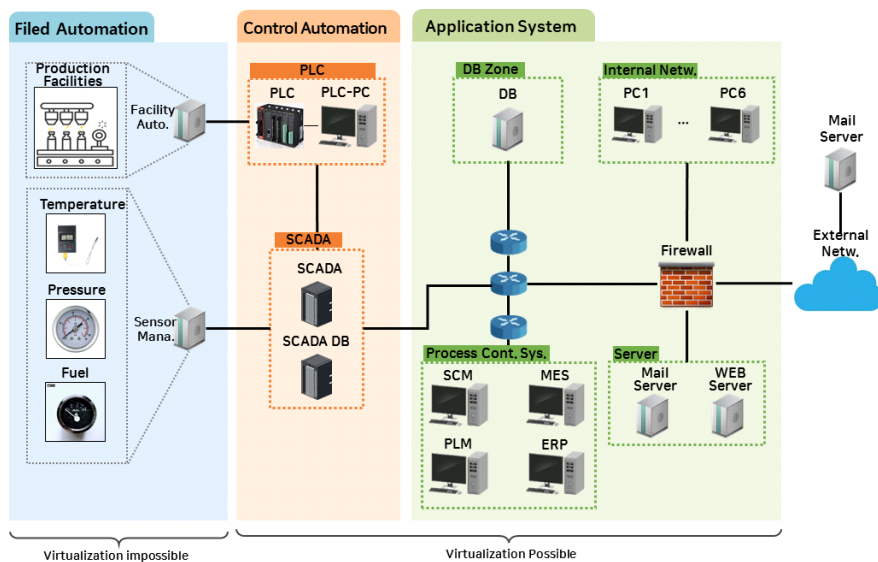 Filed Automation
Control Automation
Application System
Production
Facilities
Facility
Auto.
PLC
PLC
PLC-PC
DB Zone
DB
Internal Netw.
PC1
...
PC6
Mail
Server
Temperature
Pressure
Fuel
Sensor
Mana.
SCADA
SCADA
SCADA DB
Firewall
External
Netw.
Process Cont. Sys.
SCM
MES
PLM
ERP
Server
Mail
Server
WEB
Server
Virtualization impossible
Virtualization Possible